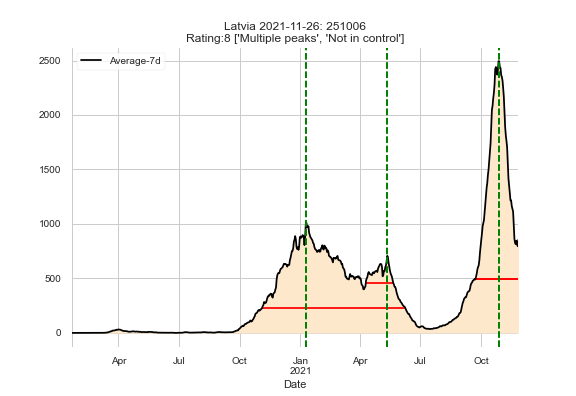 Latvia 2021-11-26: 251006
Rating:8 ['Multiple peaks', 'Not in control']
Average-7d
2500
2000
1500
1000
500
0
Apr Jul Oct Jan Apr Jul Oct
2021
Date